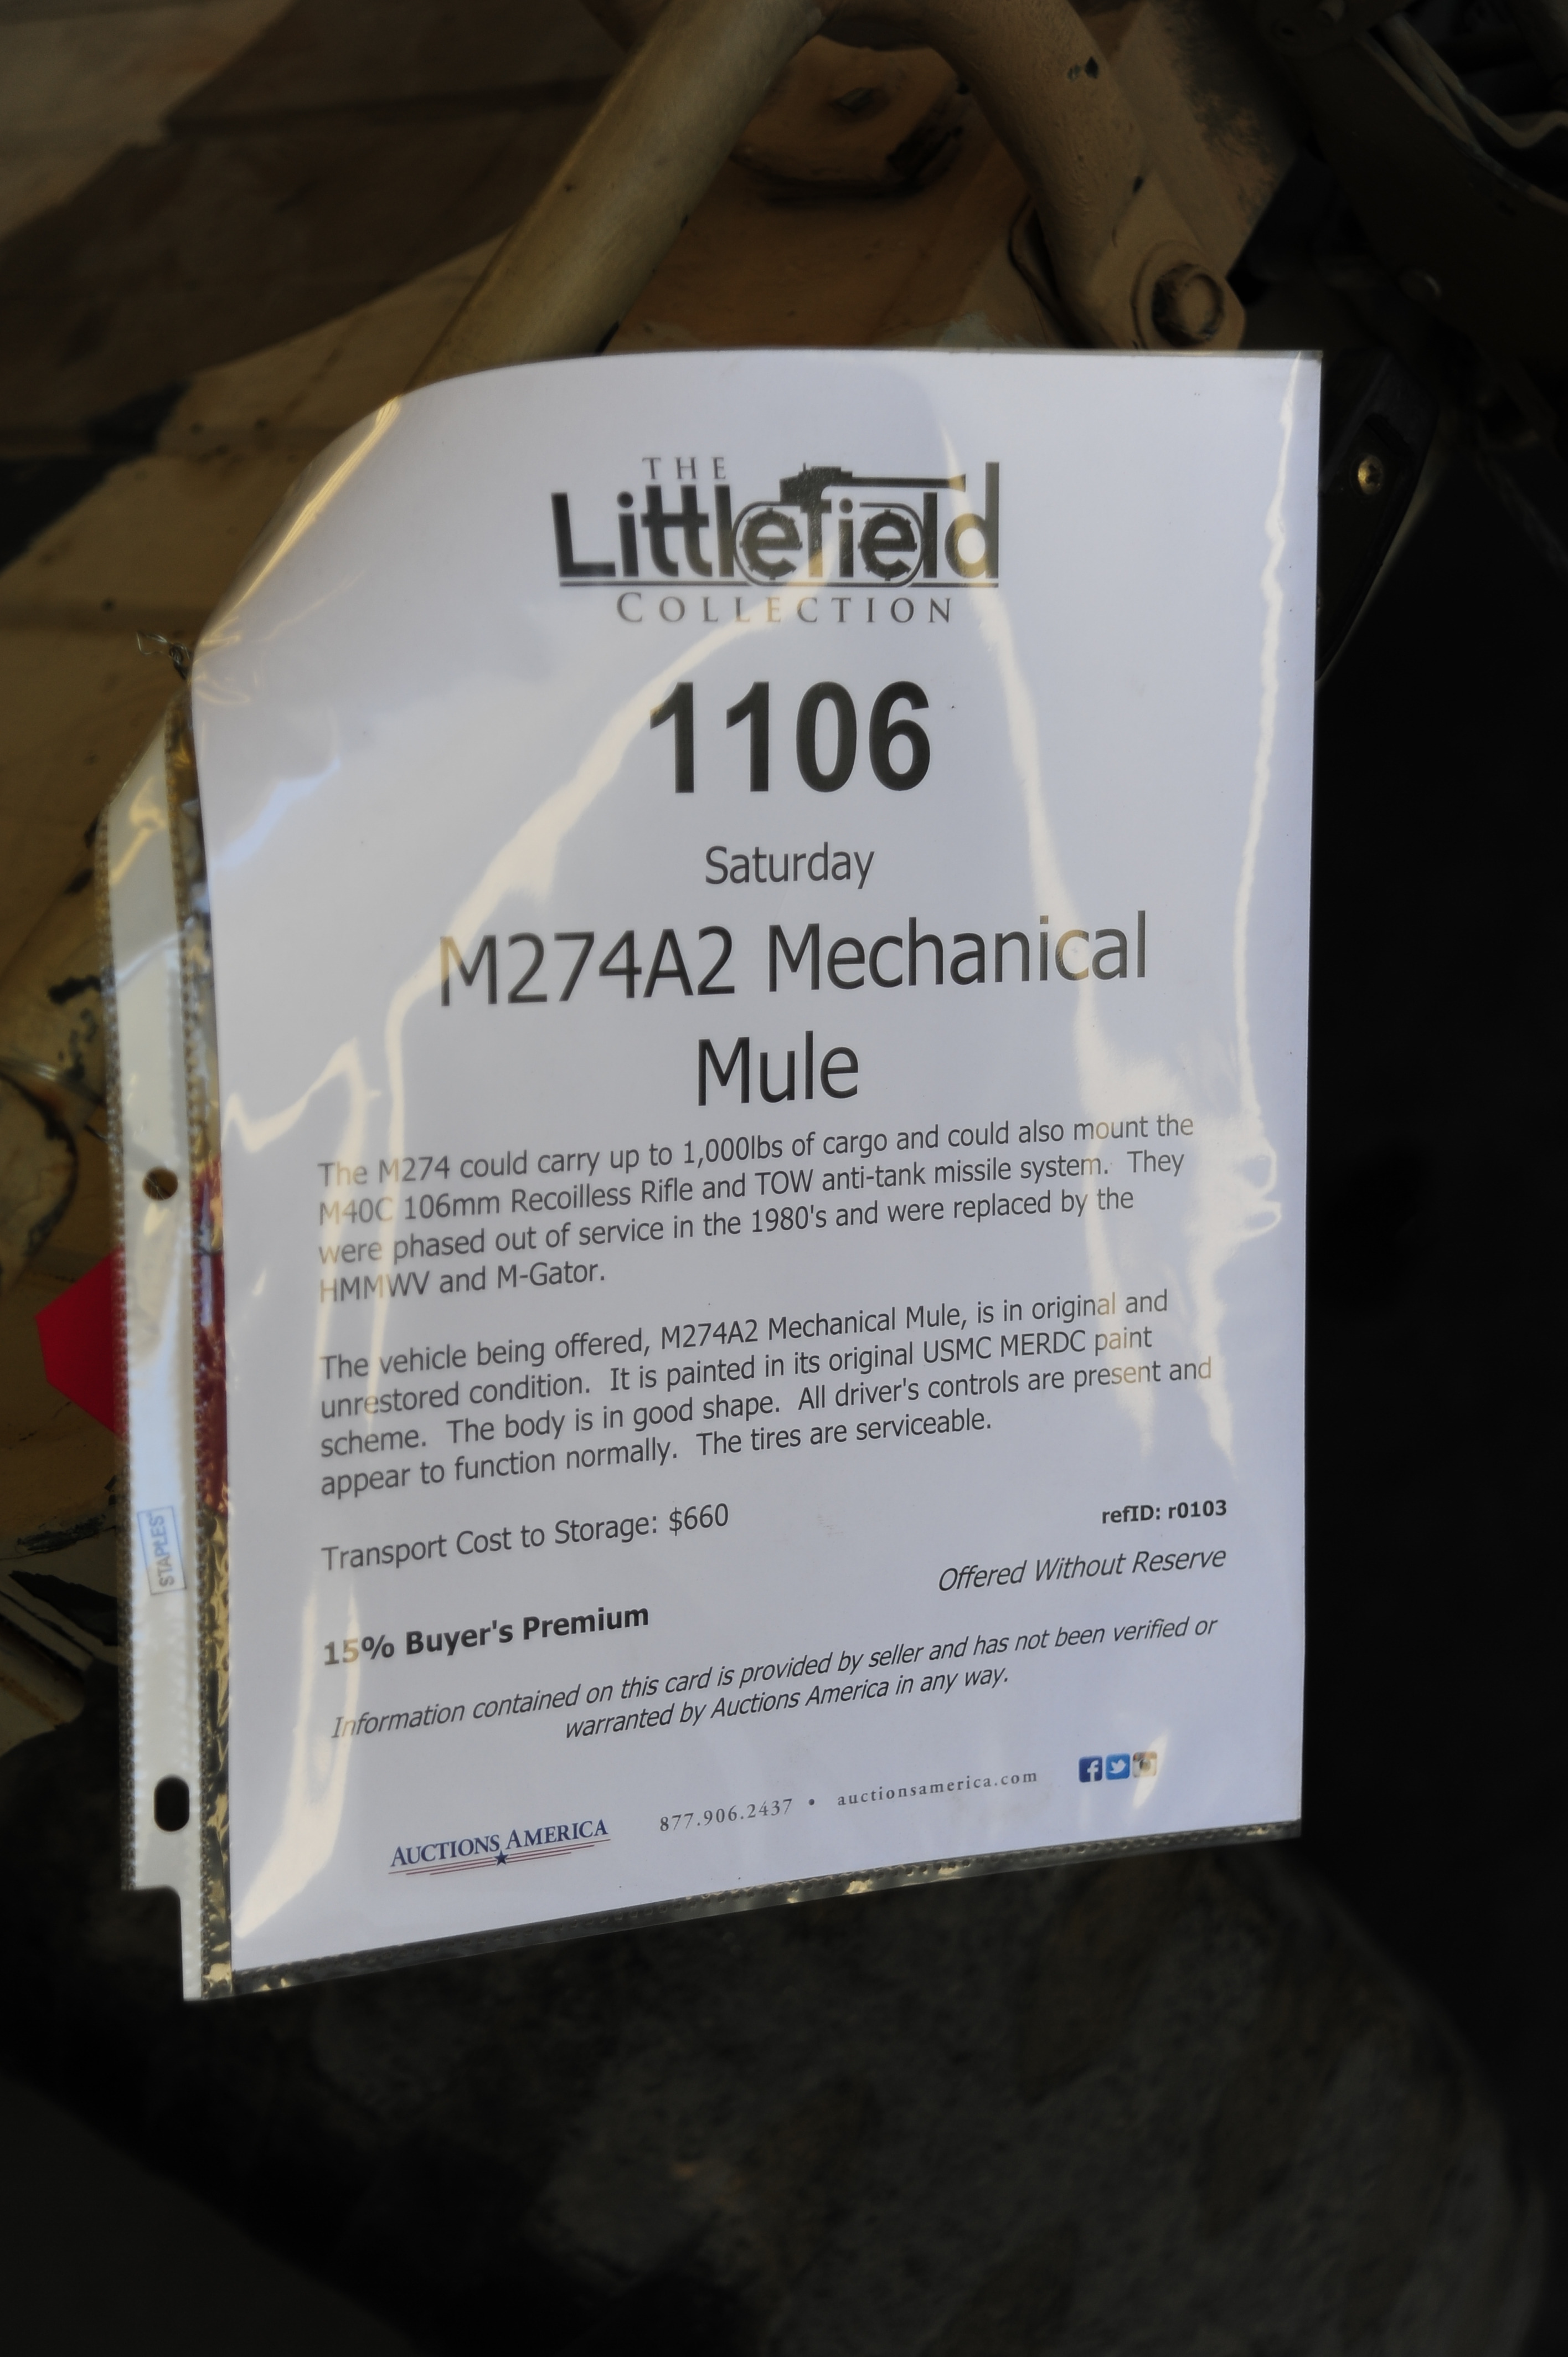 THE
Littlefield
COLLECTION
1106
Saturday
M274A2 Mechanical
Mule
The M274 could carry up to 1,000lbs of cargo and could also mount the
M40C 106mm Recoilless Rifle and TOW anti-tank missile system.  They
were phased out of service in the 1980's and were replaced by the
HMMWV and M-Gator.
The vehicle being offered, M274A2 Mechanical Mule, is in original and
unrestored condition.  It is painted in its original USMC MERDC paint
scheme.  The body is in good shape.  All driver's controls are present and
appear to function normally.  The tires are serviceable.
Transport Cost to Storage: $660
refID: r0103
Offered Without Reserve
15% Buyer's Premium
Information contained on this card is provided by seller and has not been verified or
warranted by Auctions America in any way.
AUCTIONS AMERICA
877.906.2437 • auctionsamerica.com
STAPLES